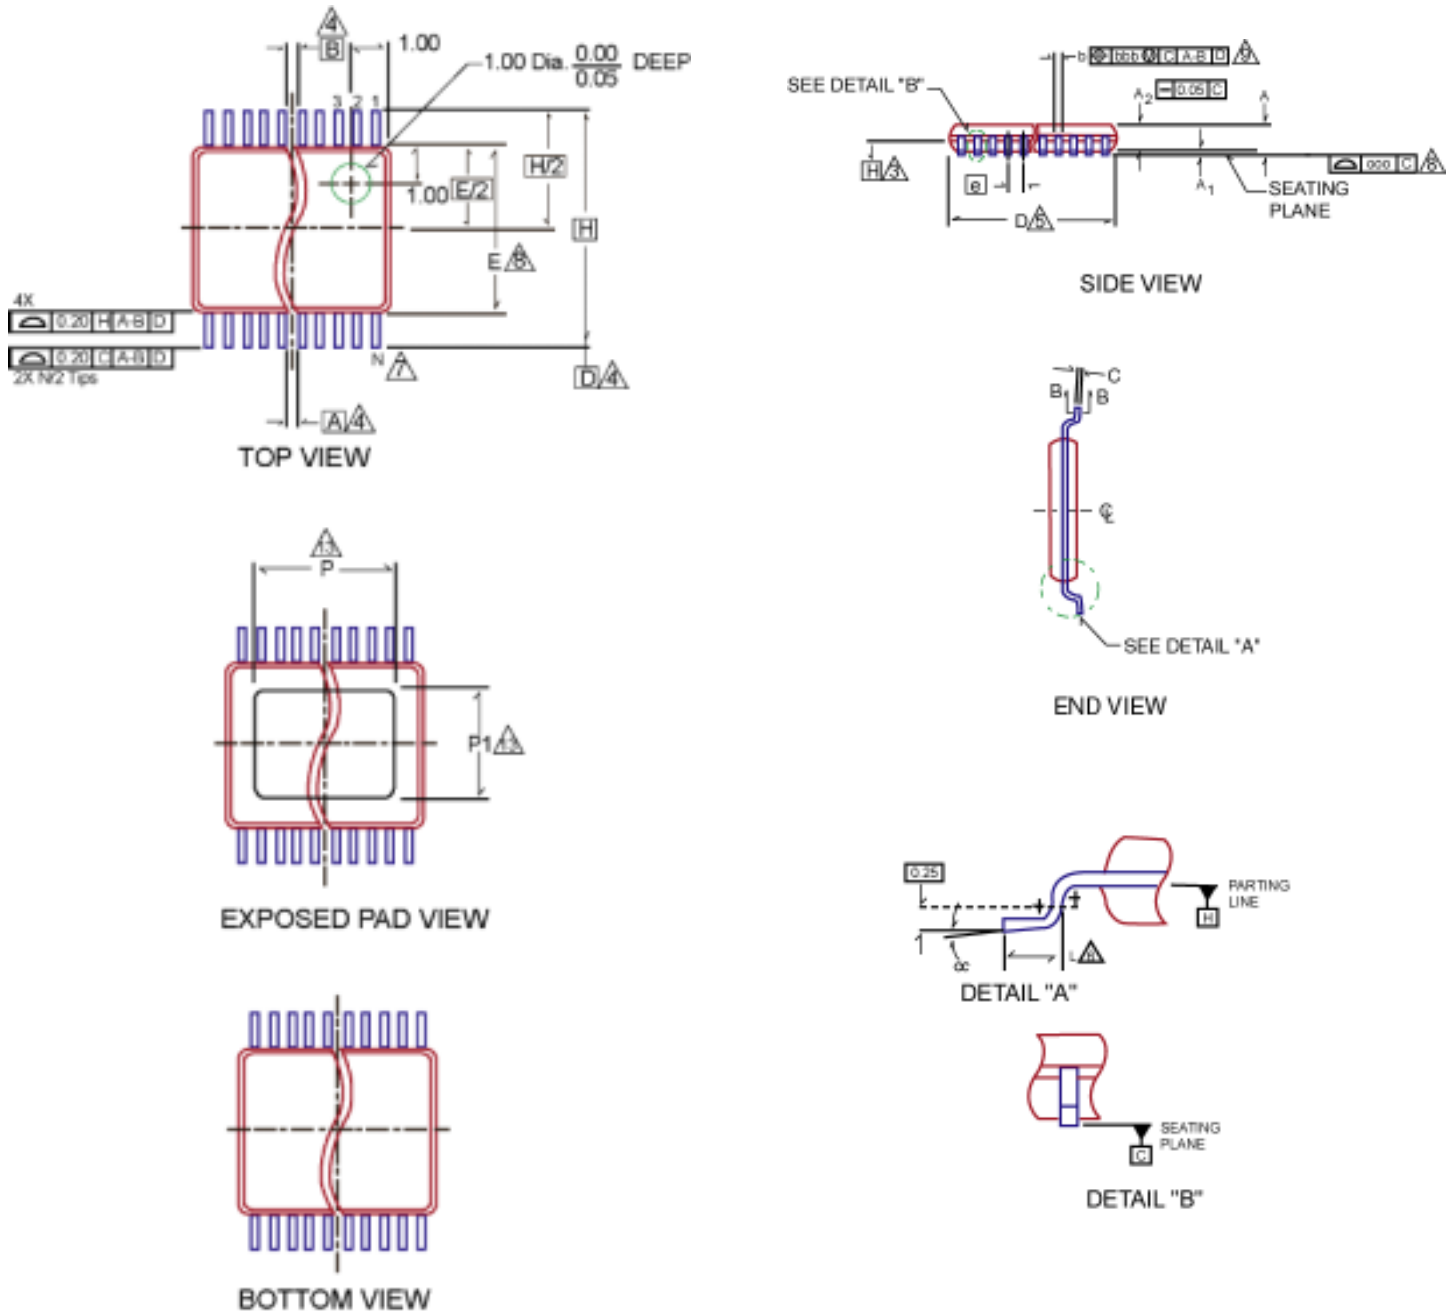 4
B
1.00
1.00 Dia. 0.00 DEEP
0.05
3 2 1
H/2
1.00
E/2
H
E
4X
0.20 H A-B D
0.20 C A-B D
2X N/2 Tips
N 7
D 4
A 4
TOP VIEW
13
P
P1 13
EXPOSED PAD VIEW
BOTTOM VIEW
b bbb M C A-B D 9
SEE DETAIL "B"
A2
0.05 C
A
H 3
e
A1
C 8
SEATING
PLANE
D 5
SIDE VIEW
C
B B
SEE DETAIL "A"
END VIEW
0.25
PARTING
LINE
H
L
DETAIL "A"
SEATING
PLANE
C
DETAIL "B"